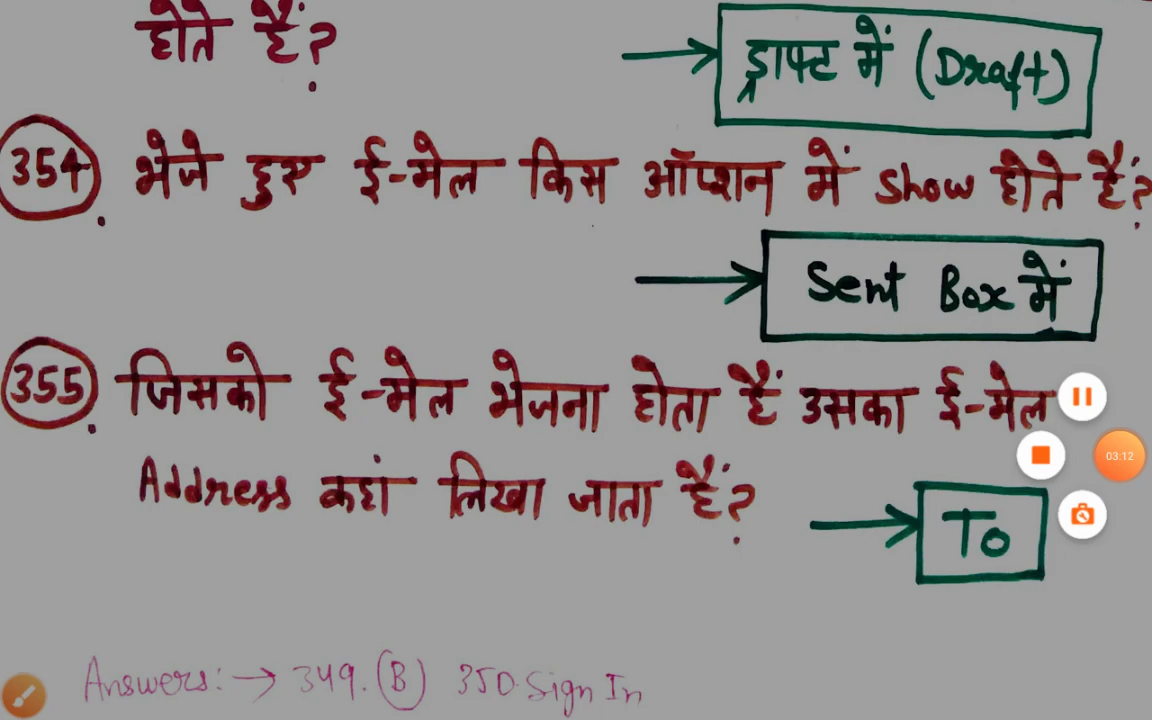 होते हैं?
ड्राफ्ट में (Draft)
354. भेजे हुए ई-मेल किस ऑप्शन में show होते हैं?
Sent Box में
355. जिसको ई-मेल भेजना होता हैं उसका ई-मेल
Address कहां लिखा जाता हैं?
To
03:12
Answers:→ 349. (B) 350. Sign In